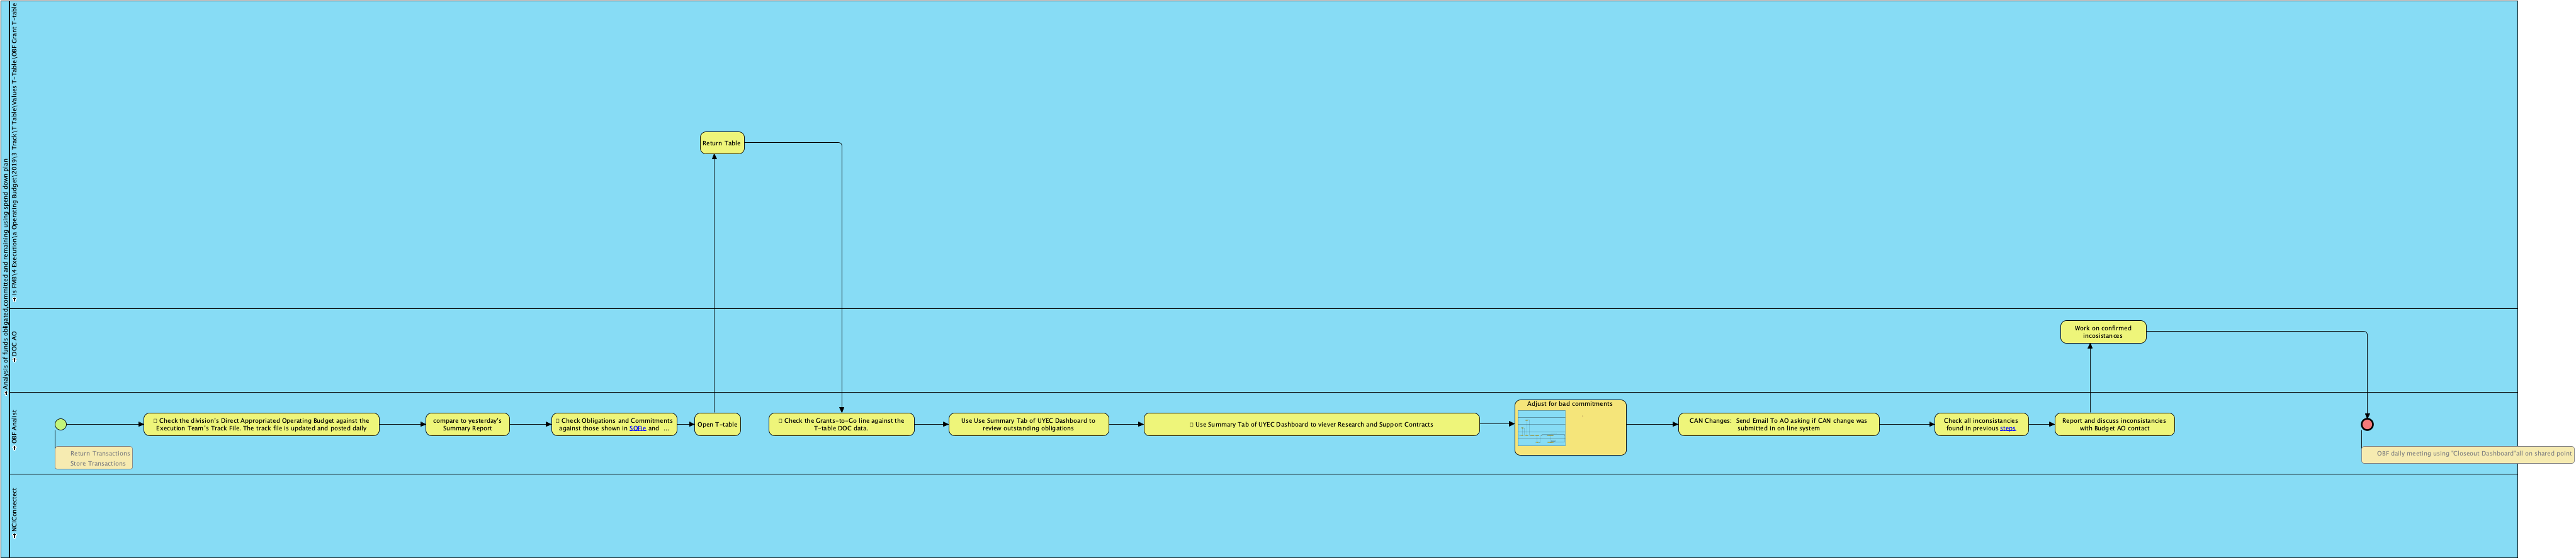 Analysis of funds obligated,committed and remaining using spend down plan
is FMB\4 Execution\a Operating Budget\2019\3 Track\T Table\Values T-Table\OBF Grant T-table
Return Table
DOC AO
Work on confirmed
incosistances
OBF Analist
Check the division's Direct Appropriated Operating Budget against the
Execution Team's Track File. The track file is updated and posted daily
compare to yesterday's
Summary Report
Check Obligations and Commitments
against those shown in SOFie and ...
Open T-table
Check the Grants-to-Go line against the
T-table DOC data.
Use Use Summary Tab of UYEC Dashboard to
review outstanding obligations
Use Summary Tab of UYEC Dashboard to viever Research and Support Contracts
Adjust for bad commitments
CAN Changes: Send Email To AO asking if CAN change was
submitted in on line system
Check all inconsistancies
found in previous steps
Report and discuss inconsistencies
with Budget AO contact
Return Transactions
Store Transactions
OBF daily meeting using "Closeout Dashboard"all on shared point
NCIConnectect